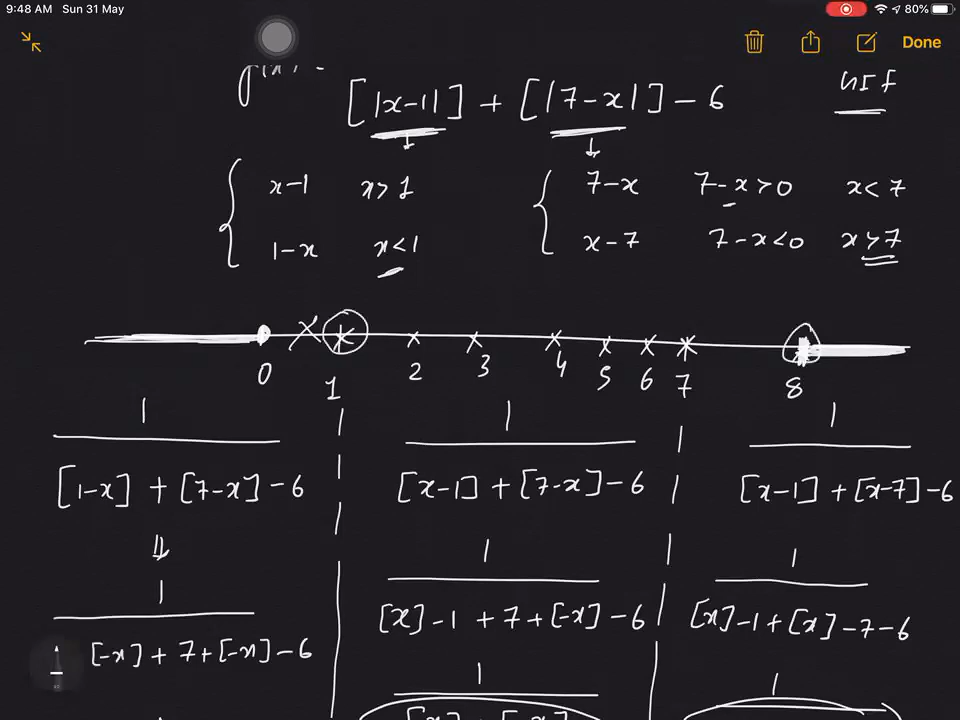 9:48 AM Sun 31 May 80%
Done
[|x-1|] + [|7-x|] - 6 GIF
x-1 x>1 7-x 7-x>0 x<7
1-x x<1 x-7 7-x<0 x>7
0 1 2 3 4 5 6 7 8
1 1 1
[1-x] + [7-x] - 6 [x-1] + [7-x] - 6 [x-1] + [x-7] - 6
1 1 1
[-x] + 7 + [-x] - 6 [x] - 1 + 7 + [-x] - 6 [x] - 1 + [x] - 7 - 6
1 1